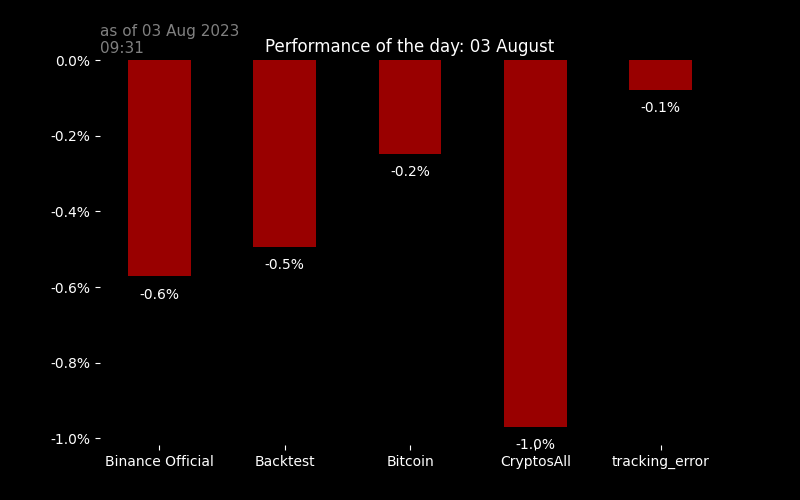 as of 03 Aug 2023
09:31
Performance of the day: 03 August
0.0%
-0.2%
-0.4%
-0.6%
-0.8%
-1.0%
-0.6%
-0.5%
-0.2%
-1.0%
-0.1%
Binance Official
Backtest
Bitcoin
CryptosAll
tracking_error